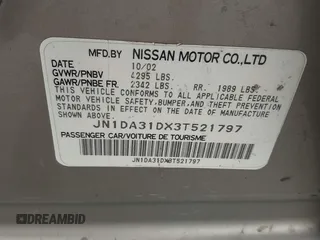 MFD.BY NISSAN MOTOR CO.,LTD
DATE 10/02
GVWR/PNBV 4295 LBS.
GAWR/PNBE FR. 2342 LBS. RR. 1989 LBS.
THIS VEHICLE CONFORMS TO ALL APPLICABLE FEDERAL
MOTOR VEHICLE SAFETY,BUMPER,AND THEFT PREVENTION
STANDARDS IN EFFECT ON THE DATE OF
MANUFACTURE SHOWN ABOVE.
JN1DA31DX3T521797
PASSENGER CAR/VOITURE DE TOURISME
JN1DA31DX3T521797
DREAMBID